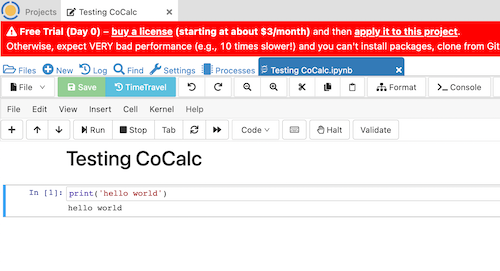 Projects Testing CoCalc
Free Trial (Day 0) – buy a license (starting at about $3/month) and then apply it to this project.
Otherwise, expect VERY bad performance (e.g., 10 times slower!) and you can't install packages, clone from Git
Files New Log Find Settings Processes Testing CoCalc.ipynb
File Save TimeTravel Format Console
File Edit View Insert Cell Kernel Help
Run Stop Tab Code Halt Validate
Testing CoCalc
In [1]: print('hello world')
hello world